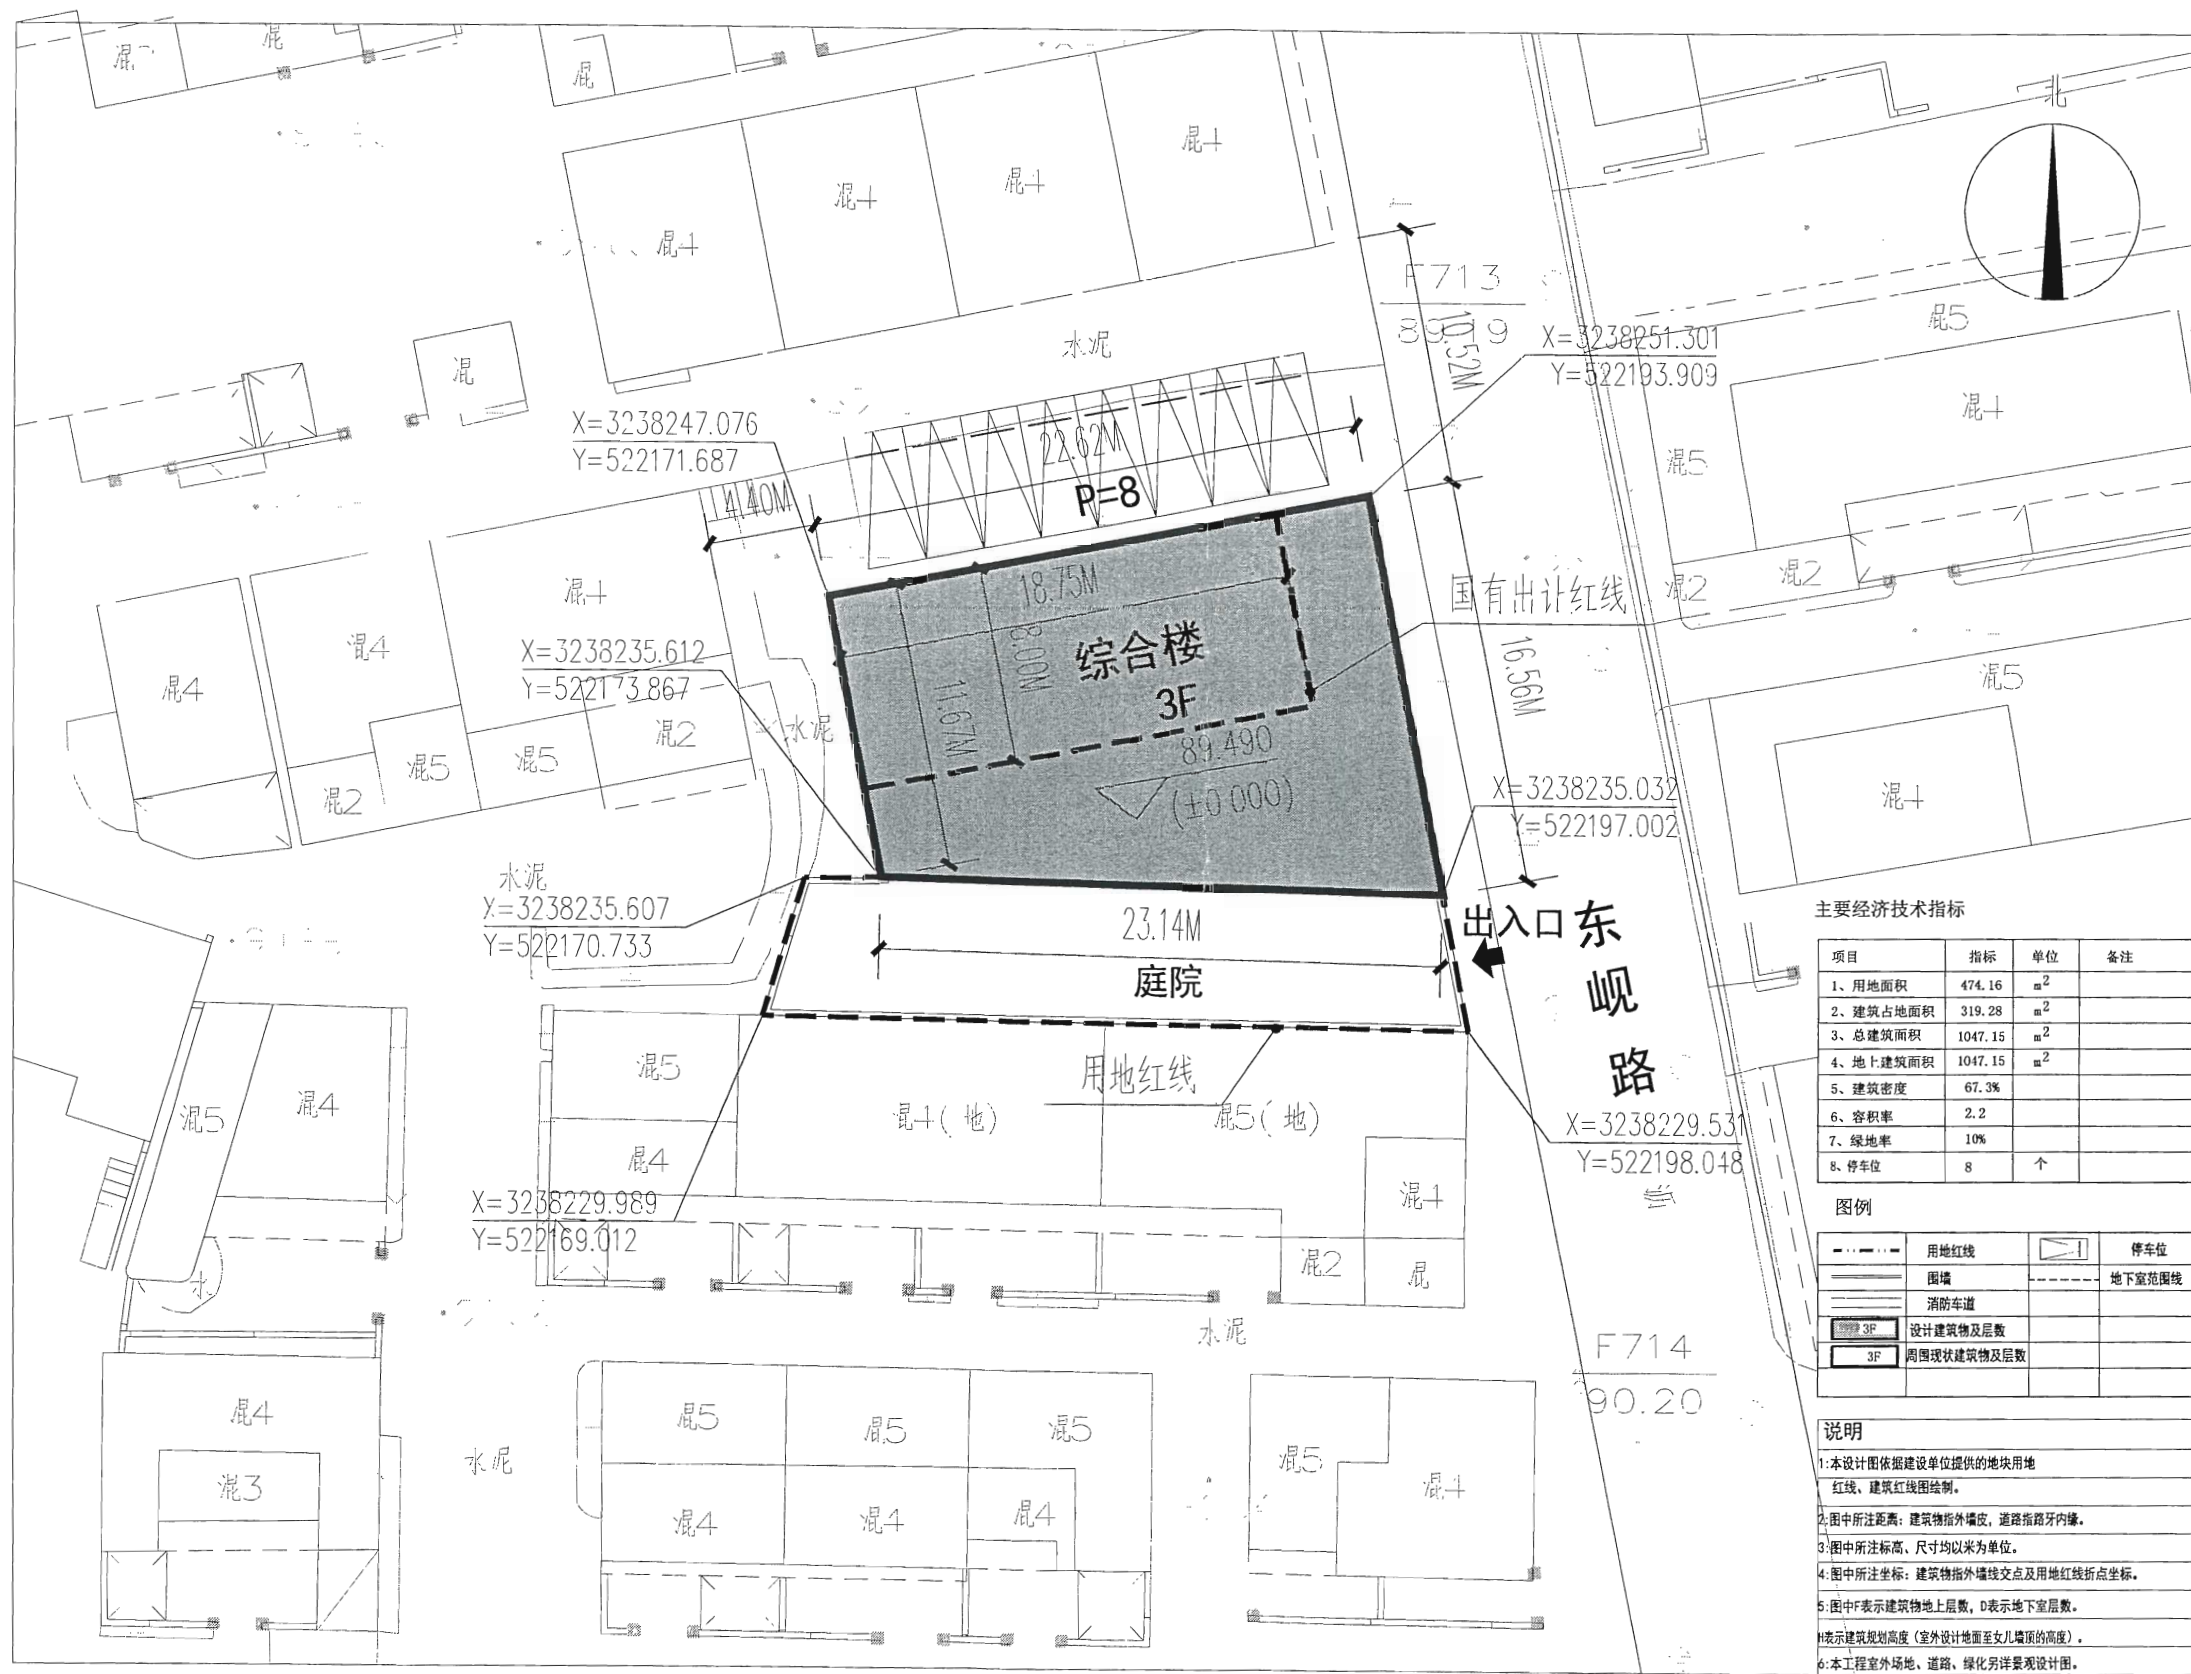 混
混
北
混4
混4
混4
混4
F713
89.19
10.52M
X=3238251.301
Y=522193.909
混5
水泥
混
混4
混5
X=3238247.076
Y=522171.687
22.62M
4.40M
P=8
18.75M
8.00M
11.67M
综合楼
3F
89.490
(±0.000)
16.56M
混2
混2
混5
混4
混4
混4
混4
X=3238235.612
Y=522173.867
混2
水泥
混5
混5
混2
X=3238235.032
Y=522197.002
水泥
X=3238235.607
Y=522170.733
23.14M
庭院
出入口
东
岘
路
用地红线
混5
混4(地)
混5(地)
混4
混5
混4
X=3238229.531
Y=522198.048
X=3238229.989
Y=522169.012
混4
混2
混
水
水泥
F714
90.20
混4
混3
水泥
混5
混5
混5
混4
混4
混4
混5
混4
主要经济技术指标
项目 指标 单位 备注
1、用地面积 474.16 m2
2、建筑占地面积 319.28 m2
3、总建筑面积 1047.15 m2
4、地上建筑面积 1047.15 m2
5、建筑密度 67.3%
6、容积率 2.2
7、绿地率 10%
8、停车位 8 个
图例
用地红线 停车位
围墙 地下室范围线
消防车道
3F 设计建筑物及层数
3F 周围现状建筑物及层数
说明
1:本设计图依据建设单位提供的地块用地
红线、建筑红线图绘制。
2:图中所注距离：建筑物指外墙皮，道路指路牙内缘。
3:图中所注标高、尺寸均以米为单位。
4:图中所注坐标：建筑物指外墙线交点及用地红线折点坐标。
5:图中F表示建筑物地上层数，D表示地下室层数。
H表示建筑规划高度（室外设计地面至女儿墙顶的高度）.
6:本工程室外场地、道路、绿化另详景观设计图.